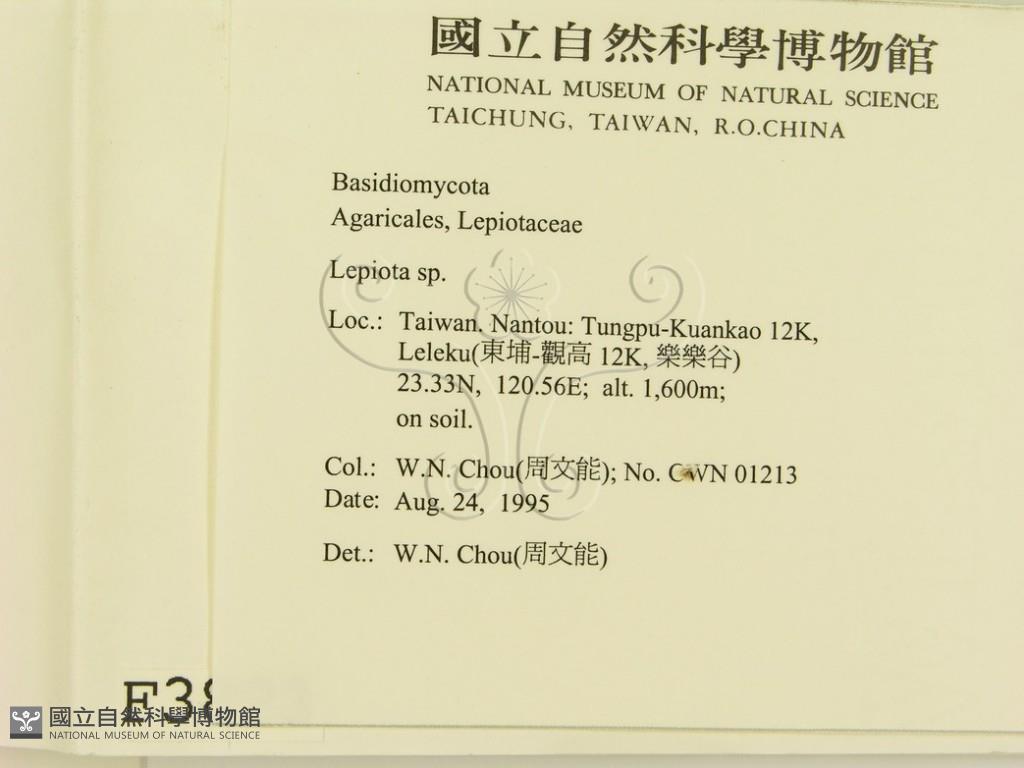 國立自然科學博物館
NATIONAL MUSEUM OF NATURAL SCIENCE
TAICHUNG, TAIWAN, R.O.CHINA
Basidiomycota
Agaricales, Lepiotaceae
Lepiota sp.
Loc.: Taiwan. Nantou: Tungpu-Kuankao 12K,
Leleku(東埔-觀高 12K, 樂樂谷)
23.33N, 120.56E; alt. 1,600m;
on soil.
Col.: W.N. Chou(周文能); No. CWN 01213
Date: Aug. 24, 1995
Det.: W.N. Chou(周文能)
國立自然科學博物館
NATIONAL MUSEUM OF NATURAL SCIENCE